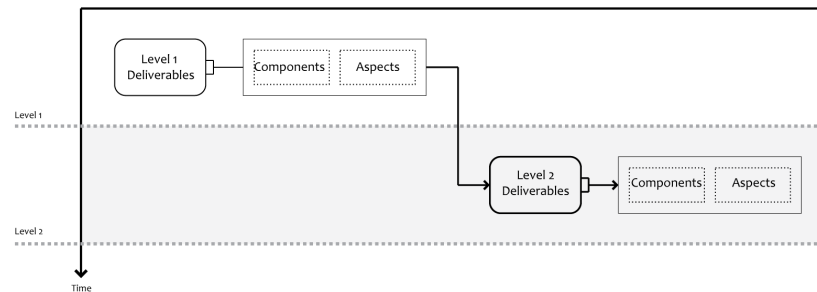 Level 1
Deliverables
Components
Aspects
Level 1
Level 2
Deliverables
Components
Aspects
Level 2
Time